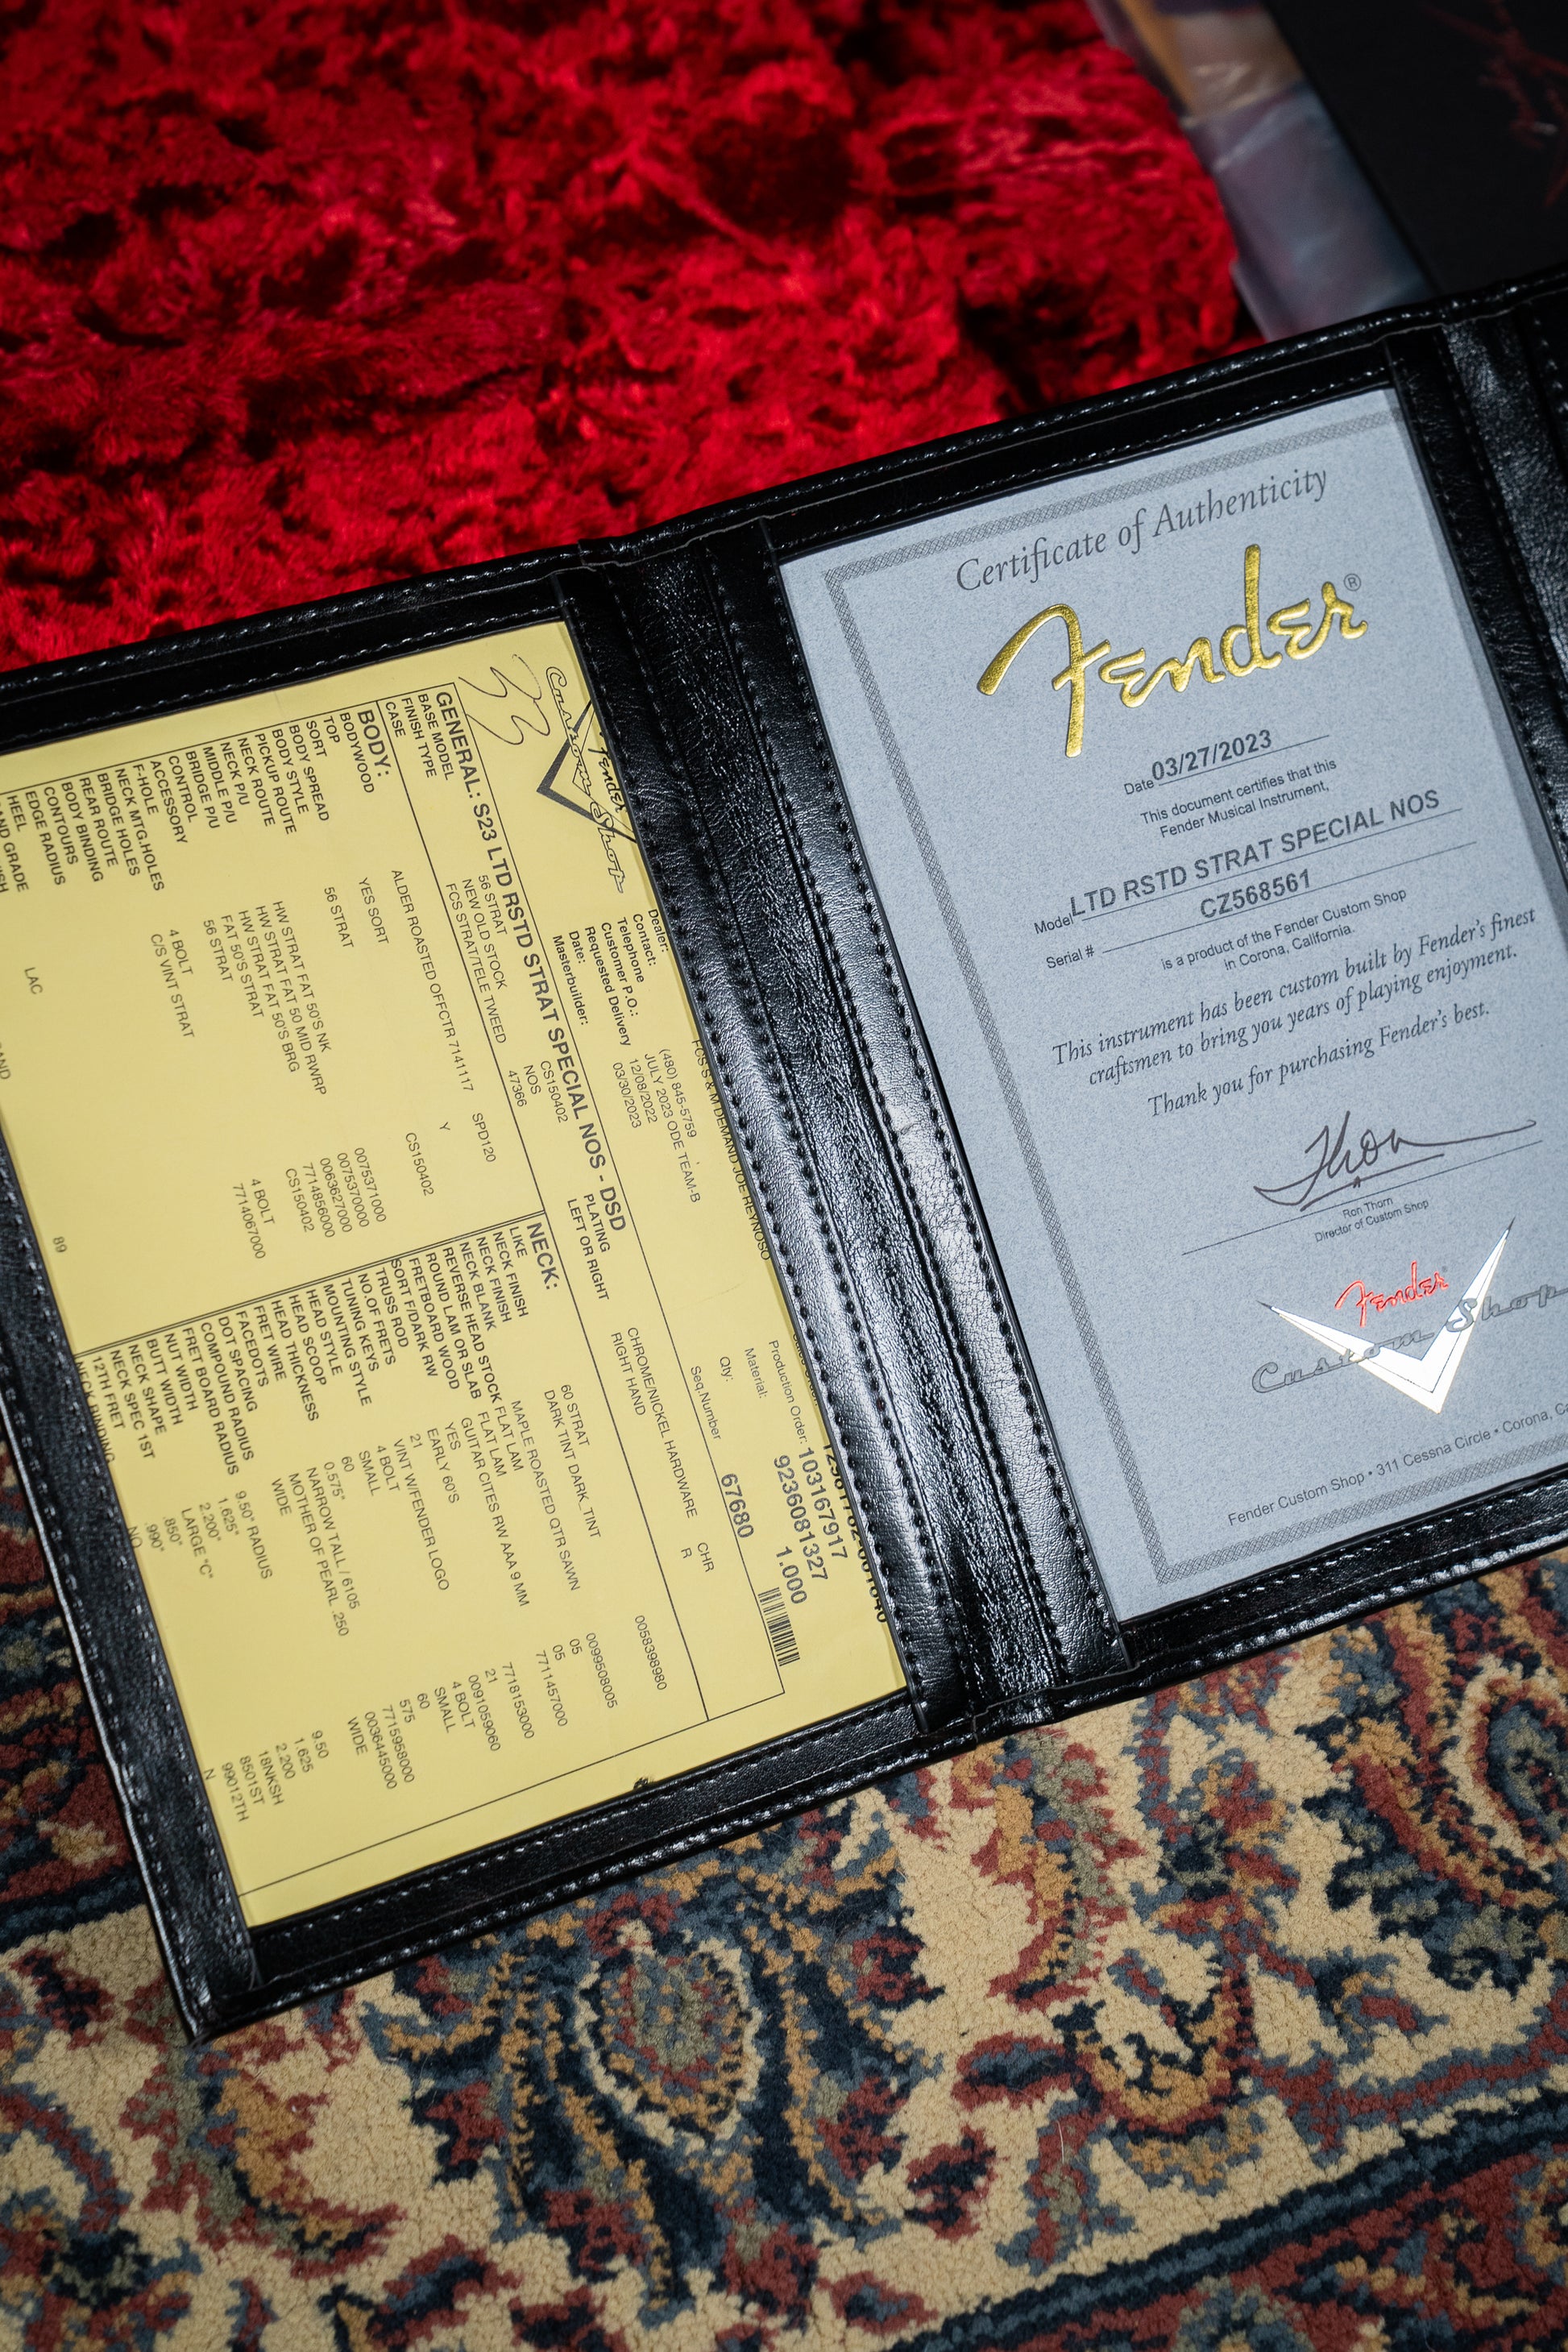 Certificate of Authenticity
Fender®
Date 03/27/2023
This document certifies that this
Fender Musical Instrument,
Model LTD RSTD STRAT SPECIAL NOS
Serial # CZ568561
is a product of the Fender Custom Shop
in Corona, California.
This instrument has been custom built by Fender's finest
craftsmen to bring you years of playing enjoyment.
Thank you for purchasing Fender's best.
Ron Thorn
Director of Custom Shop
Fender
Custom Shop
Fender Custom Shop • 311 Cessna Circle • Corona, Ca
Fender
Custom Shop
23
Dealer: FCS S & M DEMAND JOE REYNOSO
Contact:
Telephone (480) 845-5759
Customer P.O.: JULY 2023 ODE TEAM-B
Requested Delivery 12/08/2022
Date: 03/30/2023
Masterbuilder:
Production Order: 103167917
Material: 9236081327
Qty: 1.000
Seq.Number 67680
GENERAL: S23 LTD RSTD STRAT SPECIAL NOS - DSD
BASE MODEL 56 STRAT CS150402
FINISH TYPE NEW OLD STOCK NOS
CASE FCS STRAT/TELE TWEED 47366
PLATING CHROME/NICKEL HARDWARE CHR
LEFT OR RIGHT RIGHT HAND R
BODY:
BODYWOOD ALDER ROASTED OFFCTR 7141117 SPD120
TOP
SORT YES SORT Y
BODY SPREAD
BODY STYLE 56 STRAT CS150402
PICKUP ROUTE
NECK ROUTE
NECK P/U HW STRAT FAT 50'S NK 0075371000
MIDDLE P/U HW STRAT FAT 50 MID RWRP 0075370000
BRIDGE P/U HW STRAT FAT 50'S BRG 0063627000
CONTROL FAT 50'S STRAT 7714856000
ACCESSORY 56 STRAT CS150402
F-HOLE
NECK MTG.HOLES 4 BOLT 4 BOLT
BRIDGE HOLES C/S VINT STRAT 7714067000
REAR ROUTE
BODY BINDING
CONTOURS
EDGE RADIUS
HEEL
LAC 89
NECK:
LIKE 60 STRAT
NECK FINISH DARK TINT DARK_TINT 0058398980
NECK FINISH
NECK BLANK MAPLE ROASTED QTR SAWN 0099508005
REVERSE HEAD STOCK FLAT LAM 05
ROUND LAM OR SLAB FLAT LAM 05
FRETBOARD WOOD GUITAR CITES RW AAA 9 MM 7711457000
SORT F/DARK RW YES
TRUSS ROD EARLY 60'S 7718153000
NO.OF FRETS 21 21
TUNING KEYS VINT W/FENDER LOGO 0091059060
MOUNTING STYLE 4 BOLT 4 BOLT
HEAD STYLE SMALL SMALL
HEAD SCOOP 60 60
HEAD THICKNESS 0.575" 575
FRET WIRE NARROW TALL / 6105 7715958000
FACEDOTS MOTHER OF PEARL .250 0036445000
DOT SPACING WIDE WIDE
COMPOUND RADIUS
FRET BOARD RADIUS 9.50" RADIUS 9.50
NUT WIDTH 1.625" 1.625
BUTT WIDTH 2.200" 2.200
NECK SHAPE LARGE "C" 18NKSH
NECK SPEC 1ST .850" 8501ST
12TH FRET .990" 99012TH
NECK BINDING NO N